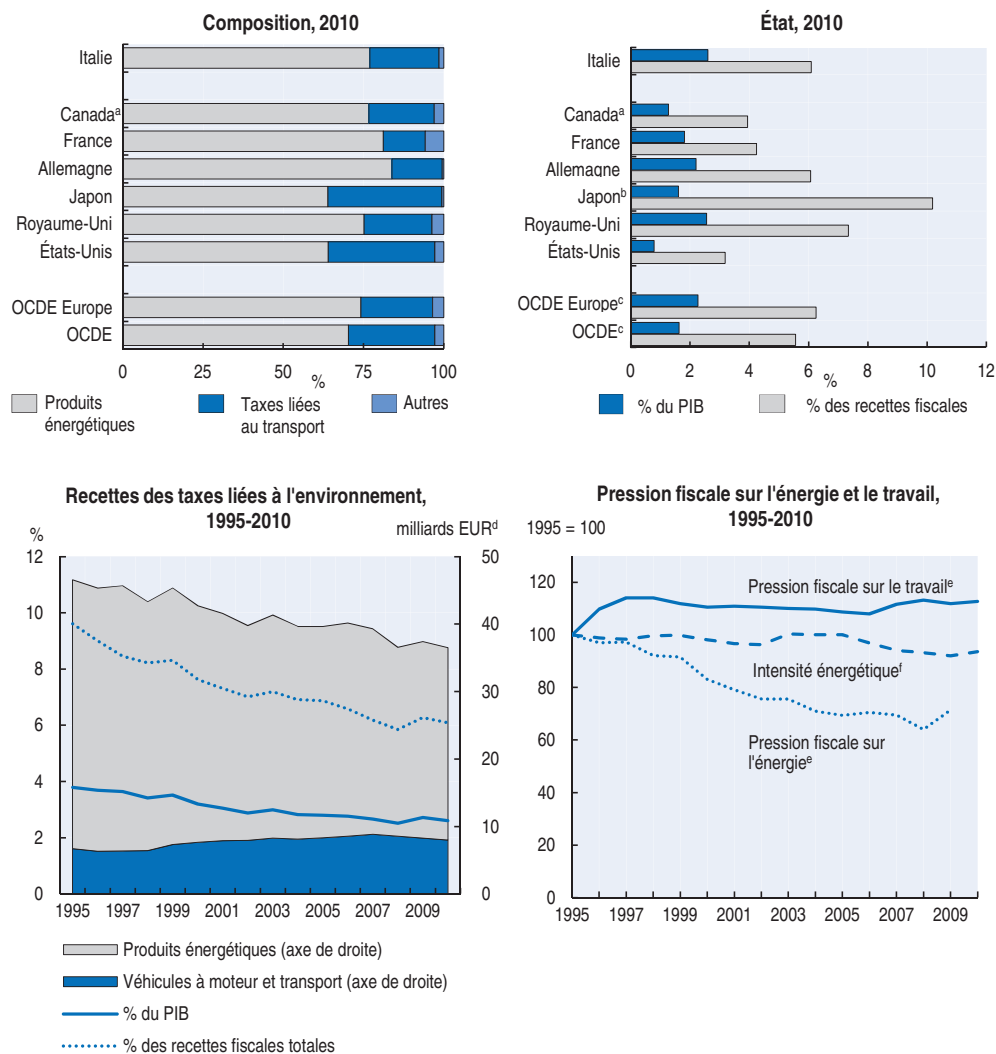 Composition, 2010
Italie
Canadaᵃ
France
Allemagne
Japon
Royaume-Uni
États-Unis
OCDE Europe
OCDE
0 25 50 75 100
%
Produits énergétiques
Taxes liées au transport
Autres
État, 2010
Italie
Canadaᵃ
France
Allemagne
Japonᵇ
Royaume-Uni
États-Unis
OCDE Europeᶜ
OCDEᶜ
0 2 4 6 8 10 12
%
% du PIB
% des recettes fiscales
Recettes des taxes liées à l'environnement,
1995-2010
%
milliards EURᵈ
12
10
8
6
4
2
0
50
40
30
20
10
0
1995 1997 1999 2001 2003 2005 2007 2009
Produits énergétiques (axe de droite)
Véhicules à moteur et transport (axe de droite)
% du PIB
% des recettes fiscales totales
Pression fiscale sur l'énergie et le travail,
1995-2010
1995 = 100
120
100
80
60
40
20
0
Pression fiscale sur le travailᵉ
Intensité énergétiqueᶠ
Pression fiscale sur
l'énergieᵉ
1995 1997 1999 2001 2003 2005 2007 2009